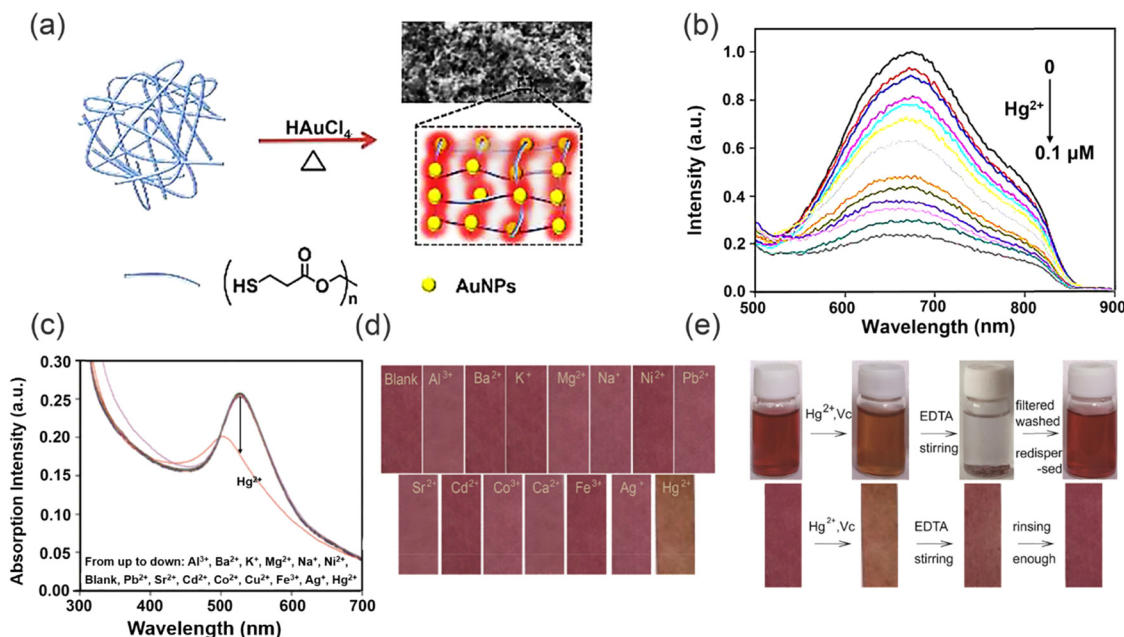 (a)
HAuCl4
△
HS
O
O
n
AuNPs
(b)
Intensity (a.u.)
1.0
0.8
0.6
0.4
0.2
0.0
500 600 700 800 900
Wavelength (nm)
0
Hg2+
0.1 μM
(c)
Absorption Intensity (a.u.)
0.30
0.25
0.20
0.15
0.10
0.05
0.00
Hg2+
From up to down: Al3+, Ba2+, K+, Mg2+, Na+, Ni2+,
Blank, Pb2+, Sr2+, Cd2+, Co2+, Cu2+, Fe3+, Ag+, Hg2+
300 400 500 600 700
Wavelength (nm)
(d)
Blank Al3+ Ba2+ K+ Mg2+ Na+ Ni2+ Pb2+
Sr2+ Cd2+ Co3+ Ca2+ Fe3+ Ag+ Hg2+
(e)
Hg2+,Vc
EDTA
stirring
filtered
washed
redisper
-sed
Hg2+,Vc
EDTA
stirring
rinsing
enough